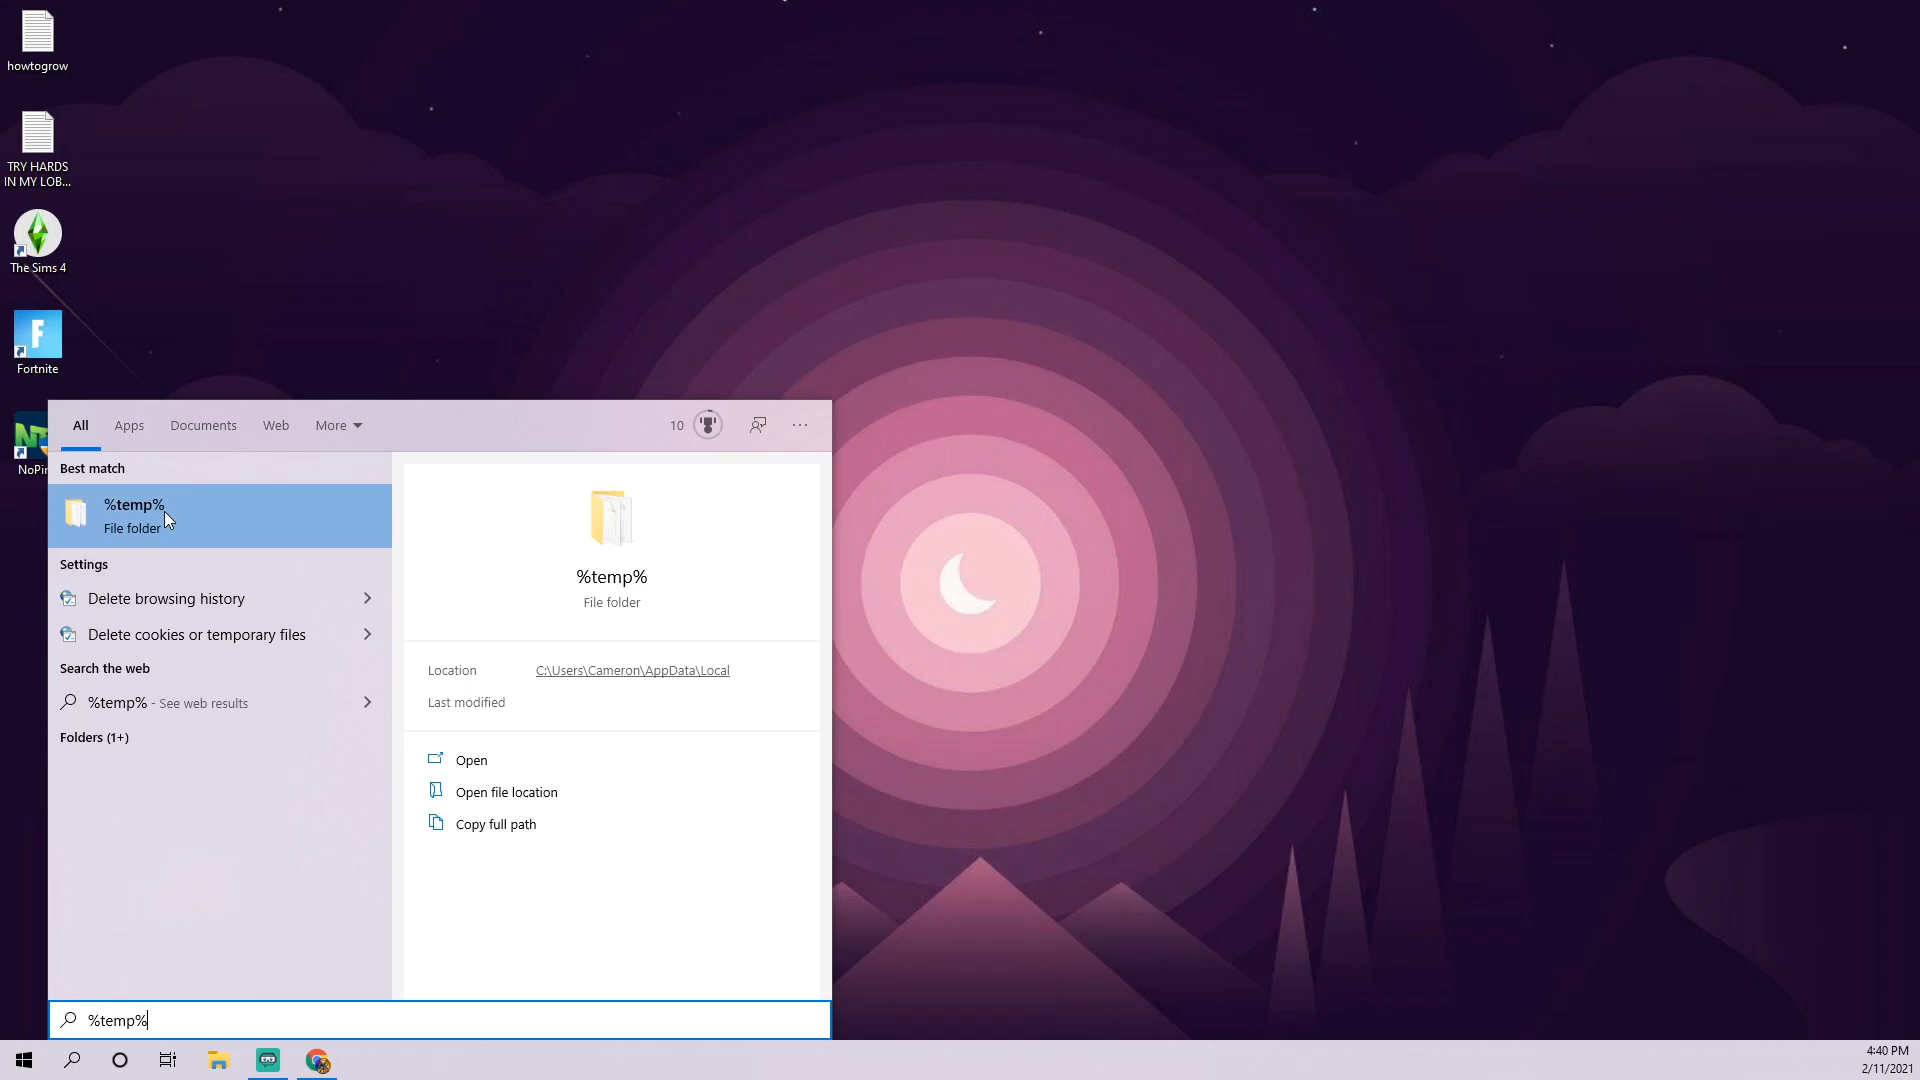 howtogrow
TRY HARDS
IN MY LOB...
The Sims 4
F
Fortnite
NoPin
All
Apps
Documents
Web
More
10
Best match
%temp%
File folder
Settings
Delete browsing history
Delete cookies or temporary files
Search the web
%temp% - See web results
Folders (1+)
%temp%
File folder
Location C:\Users\Cameron\AppData\Local
Last modified
Open
Open file location
Copy full path
%temp%
4:40 PM
2/11/2021